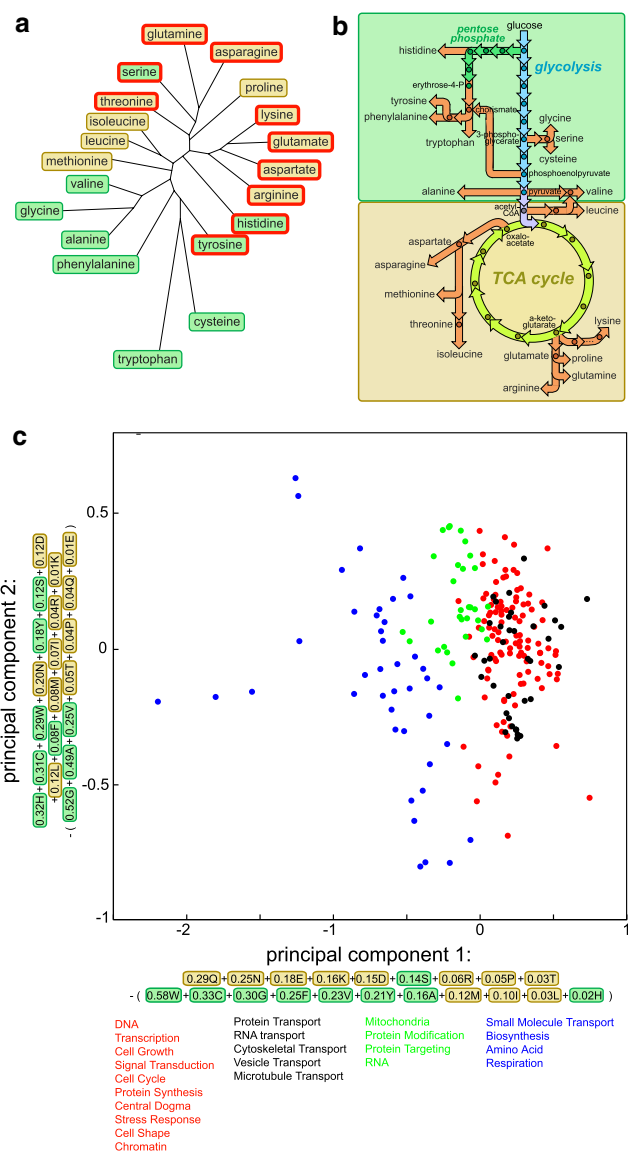 a
glutamine
asparagine
serine
proline
threonine
lysine
isoleucine
leucine
glutamate
methionine
aspartate
valine
arginine
glycine
histidine
alanine
tyrosine
phenylalanine
cysteine
tryptophan
b
glucose
pentose
phosphate
histidine
glycolysis
erythrose-4-P
tyrosine
chorismate
phenylalanine
glycine
3-phospho-
glycerate
serine
tryptophan
cysteine
phosphoenolpyruvate
alanine
pyruvate
valine
acetyl-
CoA
leucine
oxalo-
acetate
aspartate
asparagine
TCA cycle
methionine
threonine
a-keto-
glutarate
lysine
isoleucine
glutamate
proline
glutamine
arginine
c
principal component 2:
0.32H + 0.31C + 0.29W + 0.20N + 0.18Y + 0.12S + 0.12D
+ 0.12L + 0.08F + 0.08M + 0.07I + 0.04R + 0.01K
- ( 0.52G + 0.49A + 0.25V + 0.05T + 0.04P + 0.04Q + 0.01E )
0.5
0
-0.5
-1
-2
-1
0
1
principal component 1:
0.29Q + 0.25N + 0.18E + 0.16K + 0.15D + 0.14S + 0.06R + 0.05P + 0.03T
- ( 0.58W + 0.33C + 0.30G + 0.25F + 0.23V + 0.21Y + 0.16A + 0.12M + 0.10I + 0.03L + 0.02H )
DNA
Transcription
Cell Growth
Signal Transduction
Cell Cycle
Protein Synthesis
Central Dogma
Stress Response
Cell Shape
Chromatin
Protein Transport
RNA transport
Cytoskeletal Transport
Vesicle Transport
Microtubule Transport
Mitochondria
Protein Modification
Protein Targeting
RNA
Small Molecule Transport
Biosynthesis
Amino Acid
Respiration